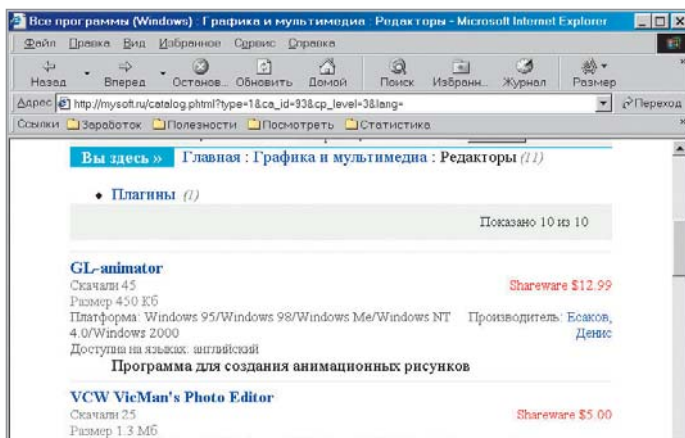 Все программы (Windows) : Графика и мультимедиа : Редакторы - Microsoft Internet Explorer
Файл Правка Вид Избранное Сервис Справка
Назад Вперед Останов... Обновить Домой Поиск Избранн... Журнал Размер
Адрес http://mysoft.ru/catalog.phtml?type=1&ca_id=93&cp_level=3&lang= Переход
Ссылки Заработок Полезности Посмотреть Статистика
Вы здесь » Главная : Графика и мультимедиа : Редакторы (11)
Плагины (1)
Показано 10 из 10
GL-animator
Скачали 45 Shareware $12.99
Размер 450 Кб
Платформа: Windows 95/Windows 98/Windows Me/Windows NT Производитель: Есаков,
4.0/Windows 2000 Денис
Доступна на языках: английский
Программа для создания анимационных рисунков
VCW VicMan's Photo Editor
Скачали 25 Shareware $5.00
Размер 1.3 Мб